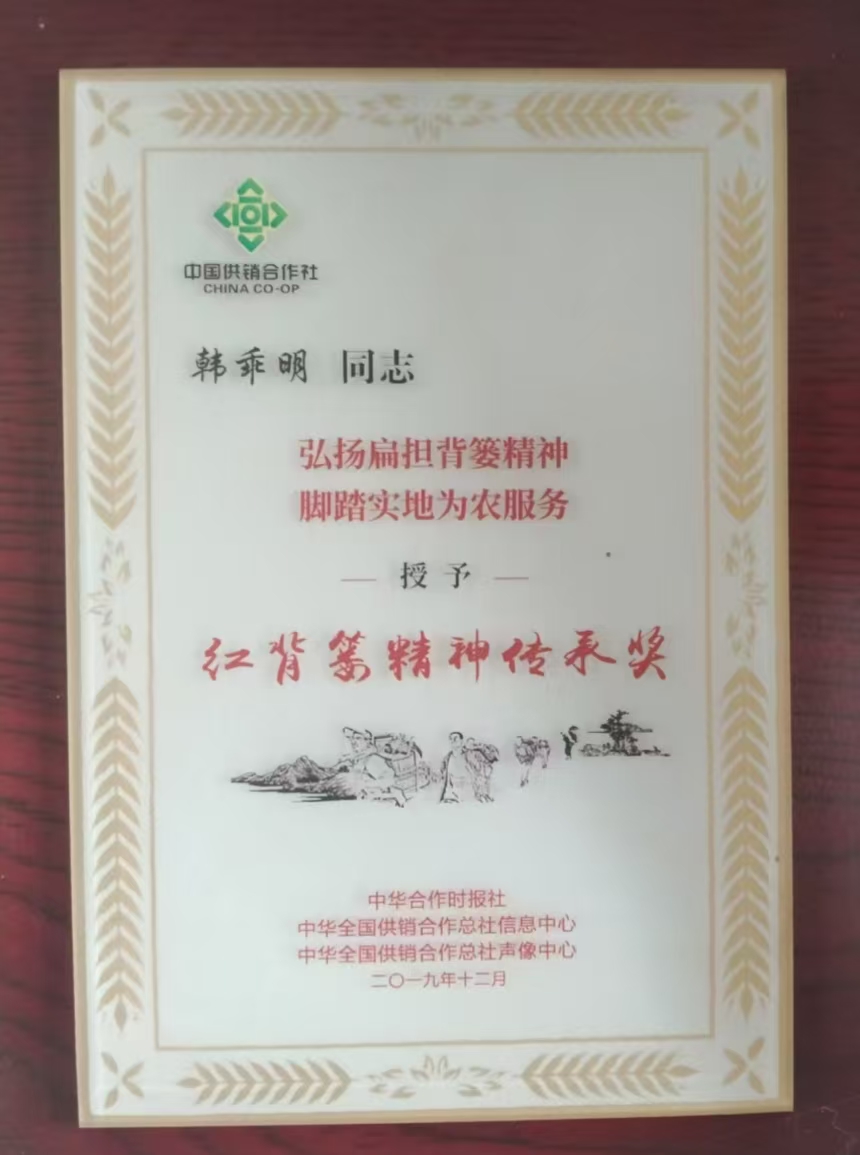 中国供销合作社
CHINA CO-OP
韩乖明 同志
弘扬扁担背篓精神
脚踏实地为农服务
— 授予 —
红背篓精神传承奖
中华合作时报社
中华全国供销合作总社信息中心
中华全国供销合作总社声像中心
二〇一九年十二月